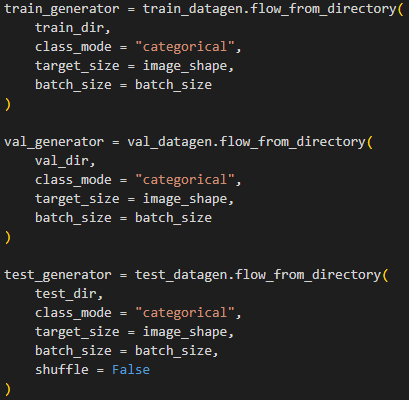 train_generator = train_datagen.flow_from_directory(
    train_dir,
    class_mode = "categorical",
    target_size = image_shape,
    batch_size = batch_size
)

val_generator = val_datagen.flow_from_directory(
    val_dir,
    class_mode = "categorical",
    target_size = image_shape,
    batch_size = batch_size
)

test_generator = test_datagen.flow_from_directory(
    test_dir,
    class_mode = "categorical",
    target_size = image_shape,
    batch_size = batch_size,
    shuffle = False
)